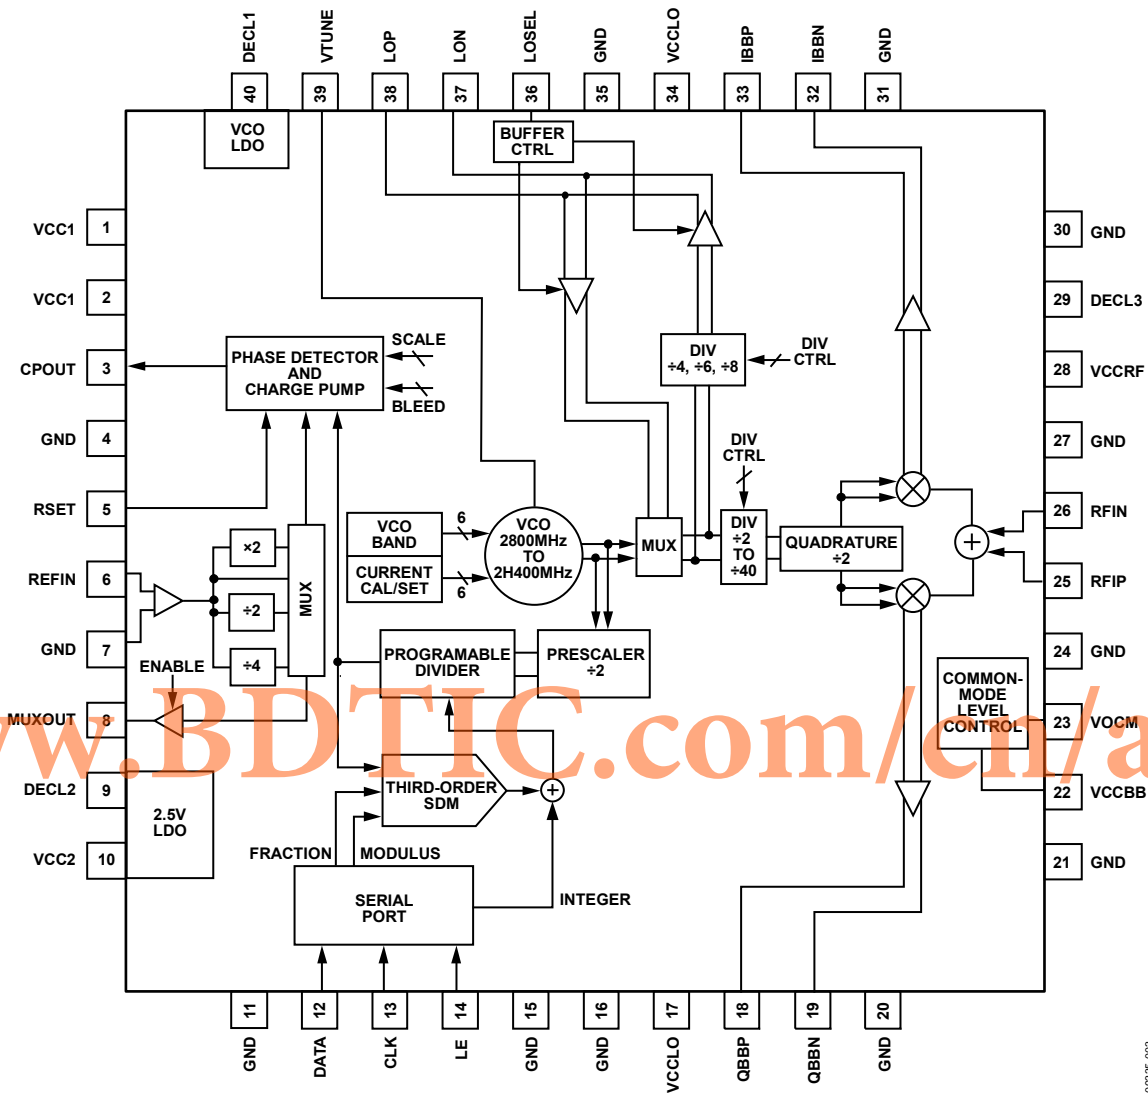 DECL1
VTUNE
LOP
LON
LOSEL
GND
VCCLO
IBBP
IBBN
GND
40
39
38
37
36
35
34
33
32
31
VCO
LDO
BUFFER
CTRL
VCC1
1
VCC1
2
CPOUT
3
GND
4
RSET
5
REFIN
6
GND
7
MUXOUT
8
DECL2
9
VCC2
10
30
GND
29
DECL3
28
VCCRF
27
GND
26
RFIN
25
RFIP
24
GND
23
VOCM
22
VCCBB
21
GND
PHASE DETECTOR
AND
CHARGE PUMP
SCALE
BLEED
DIV
÷4, ÷6, ÷8
DIV
CTRL
DIV
CTRL
VCO
BAND
CURRENT
CAL/SET
6
6
VCO
2800MHz
TO
2H400MHz
MUX
DIV
÷2
TO
÷40
QUADRATURE
÷2
×2
÷2
÷4
MUX
ENABLE
PROGRAMABLE
DIVIDER
PRESCALER
÷2
COMMON-
MODE
LEVEL
CONTROL
www.BDTIC.com/cn/a
THIRD-ORDER
SDM
2.5V
LDO
FRACTION
MODULUS
SERIAL
PORT
INTEGER
11
12
13
14
15
16
17
18
19
20
GND
DATA
CLK
LE
GND
GND
VCCLO
QBBP
QBBN
GND